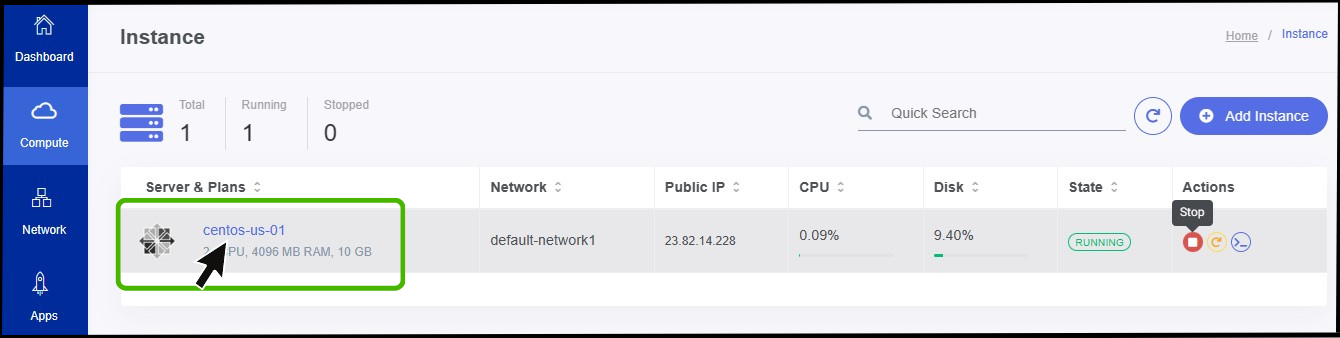 Dashboard
Compute
Network
Apps
Instance
Home / Instance
Total Running Stopped
1 1 0
Quick Search
Add Instance
Server & Plans Network Public IP CPU Disk State Actions
Stop
centos-us-01
PU, 4096 MB RAM, 10 GB
default-network1
23.82.14.228
0.09%
9.40%
RUNNING